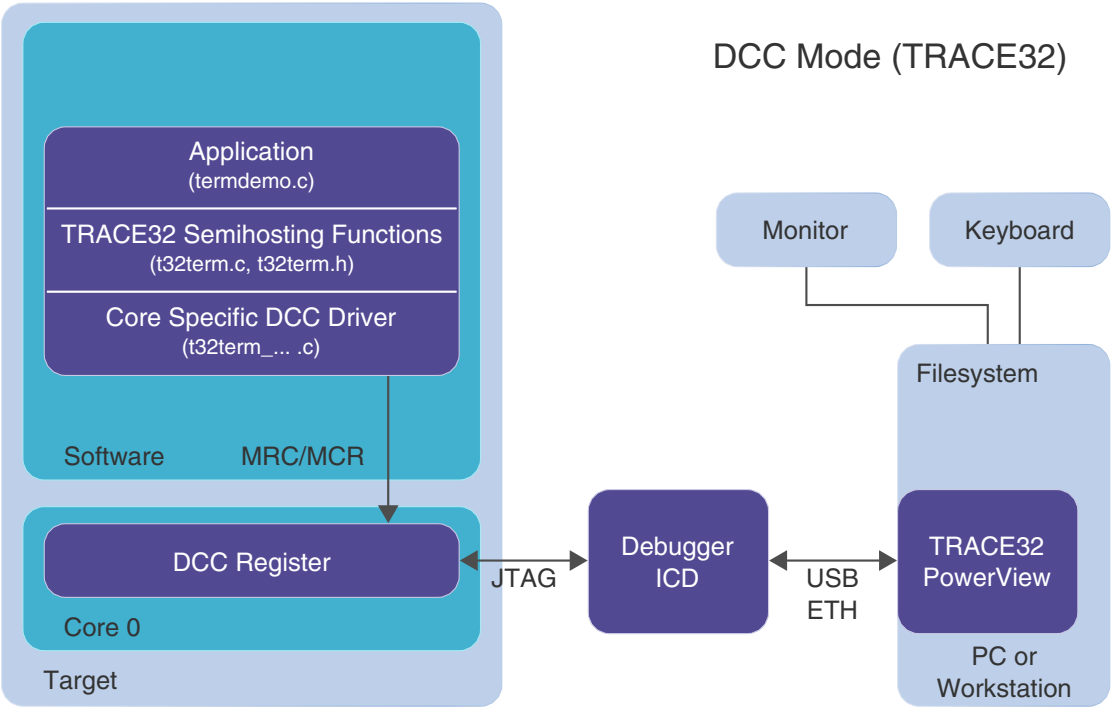 DCC Mode (TRACE32)
Application
(termdemo.c)
TRACE32 Semihosting Functions
(t32term.c, t32term.h)
Core Specific DCC Driver
(t32term_... .c)
Software
MRC/MCR
DCC Register
Core 0
Target
JTAG
Debugger
ICD
USB
ETH
Monitor
Keyboard
Filesystem
TRACE32
PowerView
PC or
Workstation